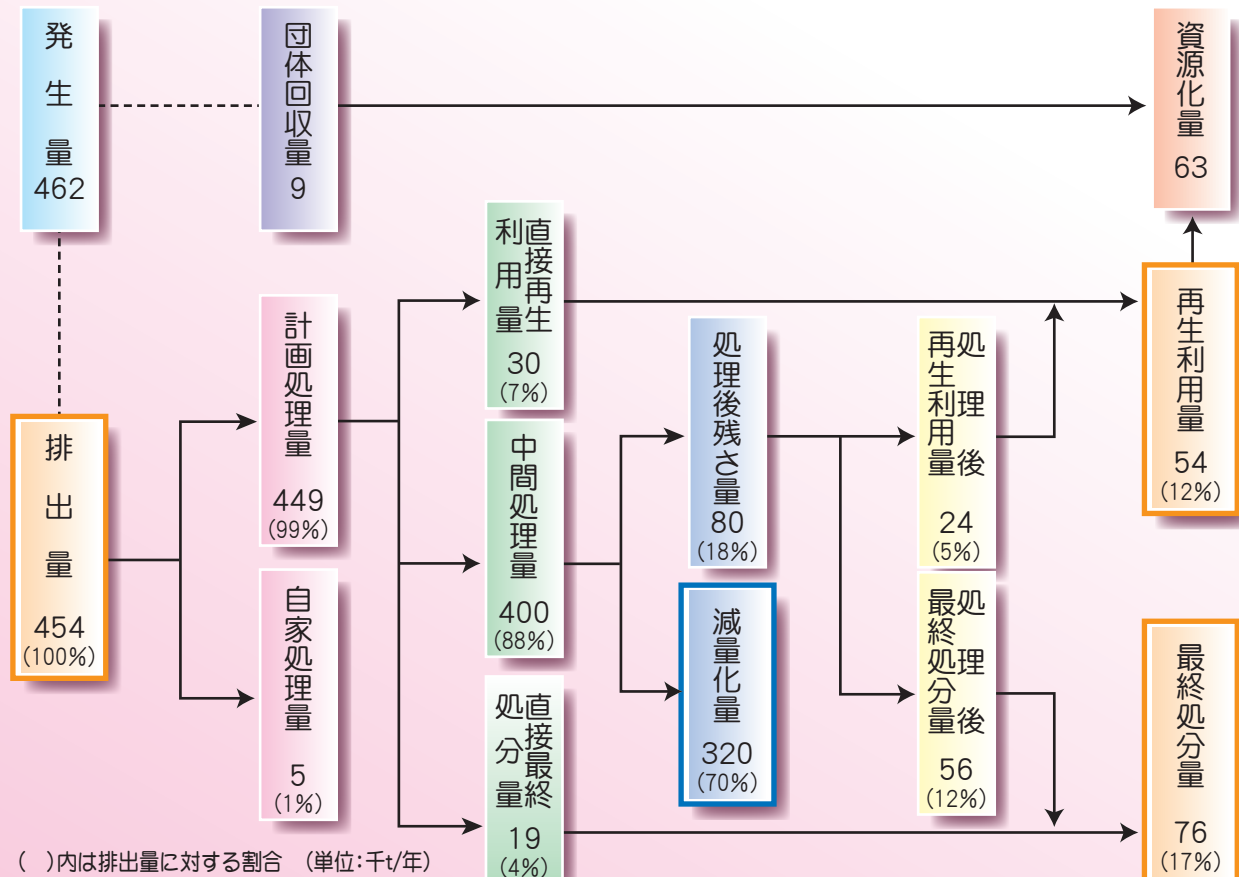 発生量
462
団体回収量
9
資源化量
63
排出量
454
(100%)
計画処理量
449
(99%)
自家処理量
5
(1%)
直接再生
利用量
30
(7%)
中間処理量
400
(88%)
直接最終
処分量
19
(4%)
処理後残さ量
80
(18%)
減量化量
320
(70%)
処理後
再生利用量
24
(5%)
処理後
最終処分量
56
(12%)
再生利用量
54
(12%)
最終処分量
76
(17%)
( )内は排出量に対する割合 (単位:千t/年)